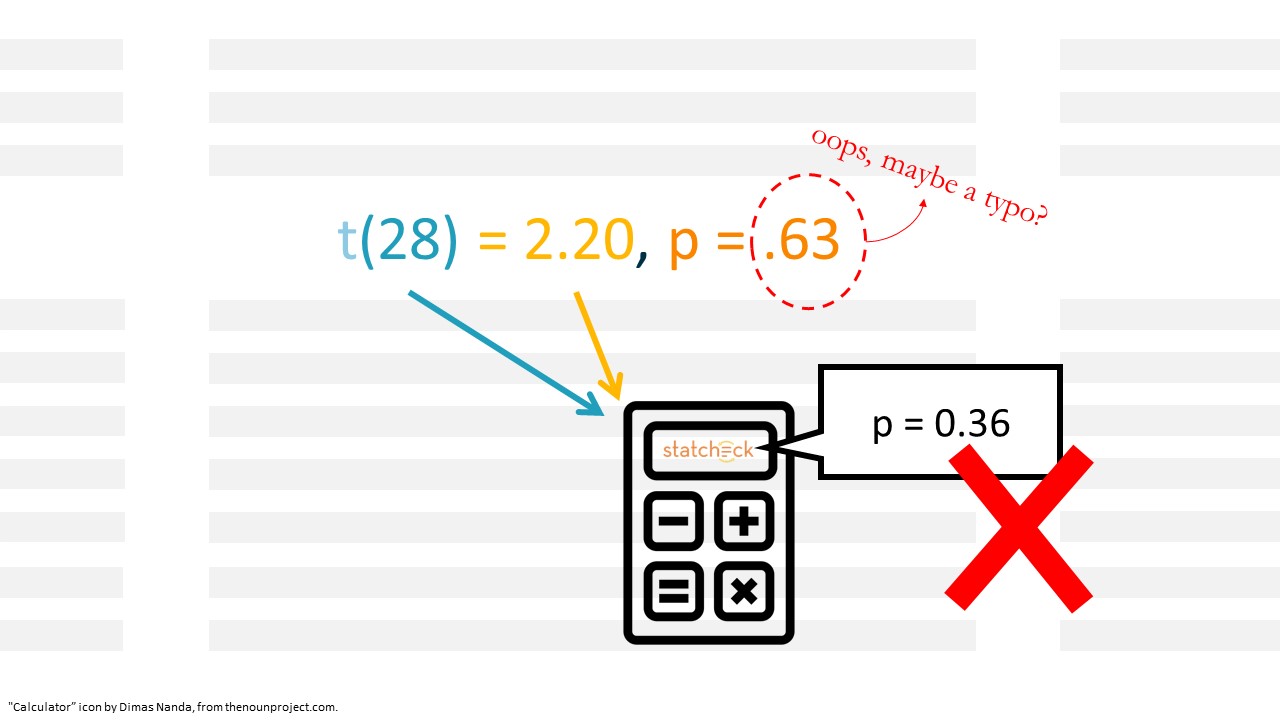 oops, maybe a typo?
t(28) = 2.20, p = .63
p = 0.36
statcheck
"Calculator” icon by Dimas Nanda, from thenounproject.com.